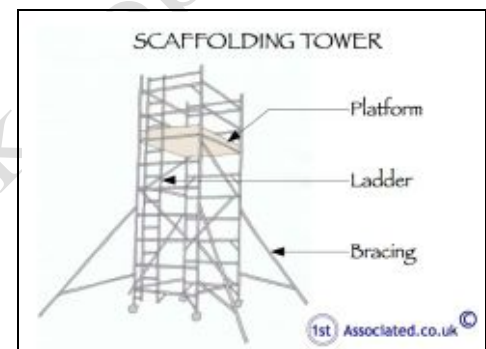 SCAFFOLDING TOWER
Platform
Ladder
Bracing
1st Associated.co.uk ©